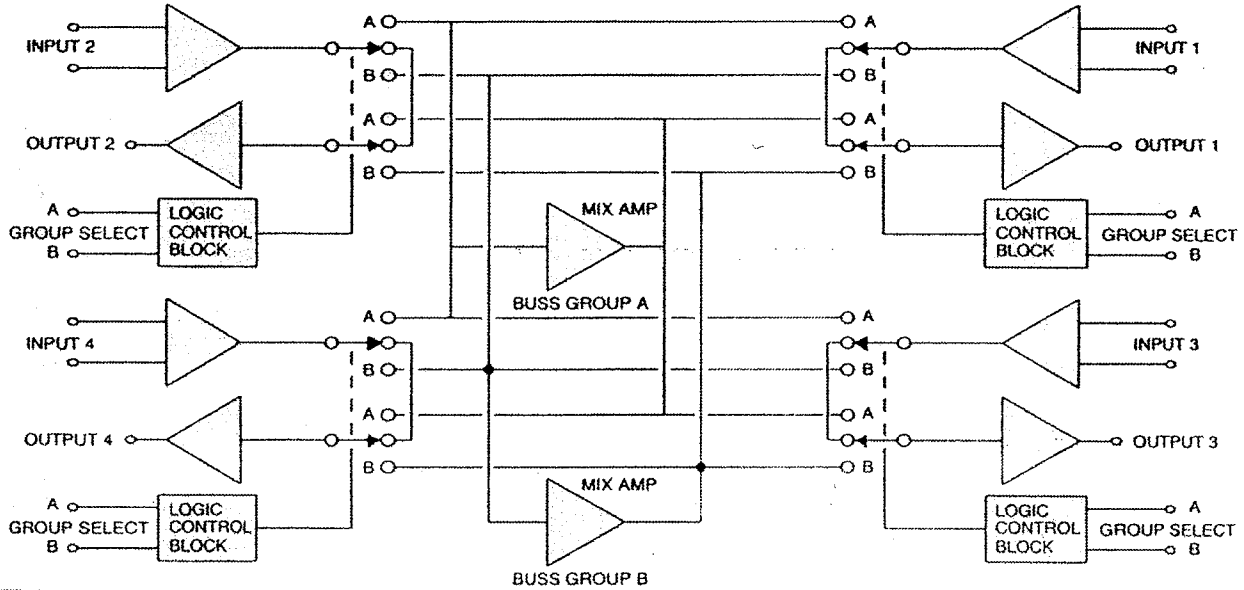 A
A
INPUT 2
INPUT 1
B
B
A
A
OUTPUT 2
OUTPUT 1
B
B
A
GROUP SELECT
B
LOGIC
CONTROL
BLOCK
MIX AMP
LOGIC
CONTROL
BLOCK
A
GROUP SELECT
B
BUSS GROUP A
A
A
INPUT 4
INPUT 3
B
B
A
A
OUTPUT 4
OUTPUT 3
B
B
MIX AMP
A
GROUP SELECT
B
LOGIC
CONTROL
BLOCK
LOGIC
CONTROL
BLOCK
A
GROUP SELECT
B
BUSS GROUP B